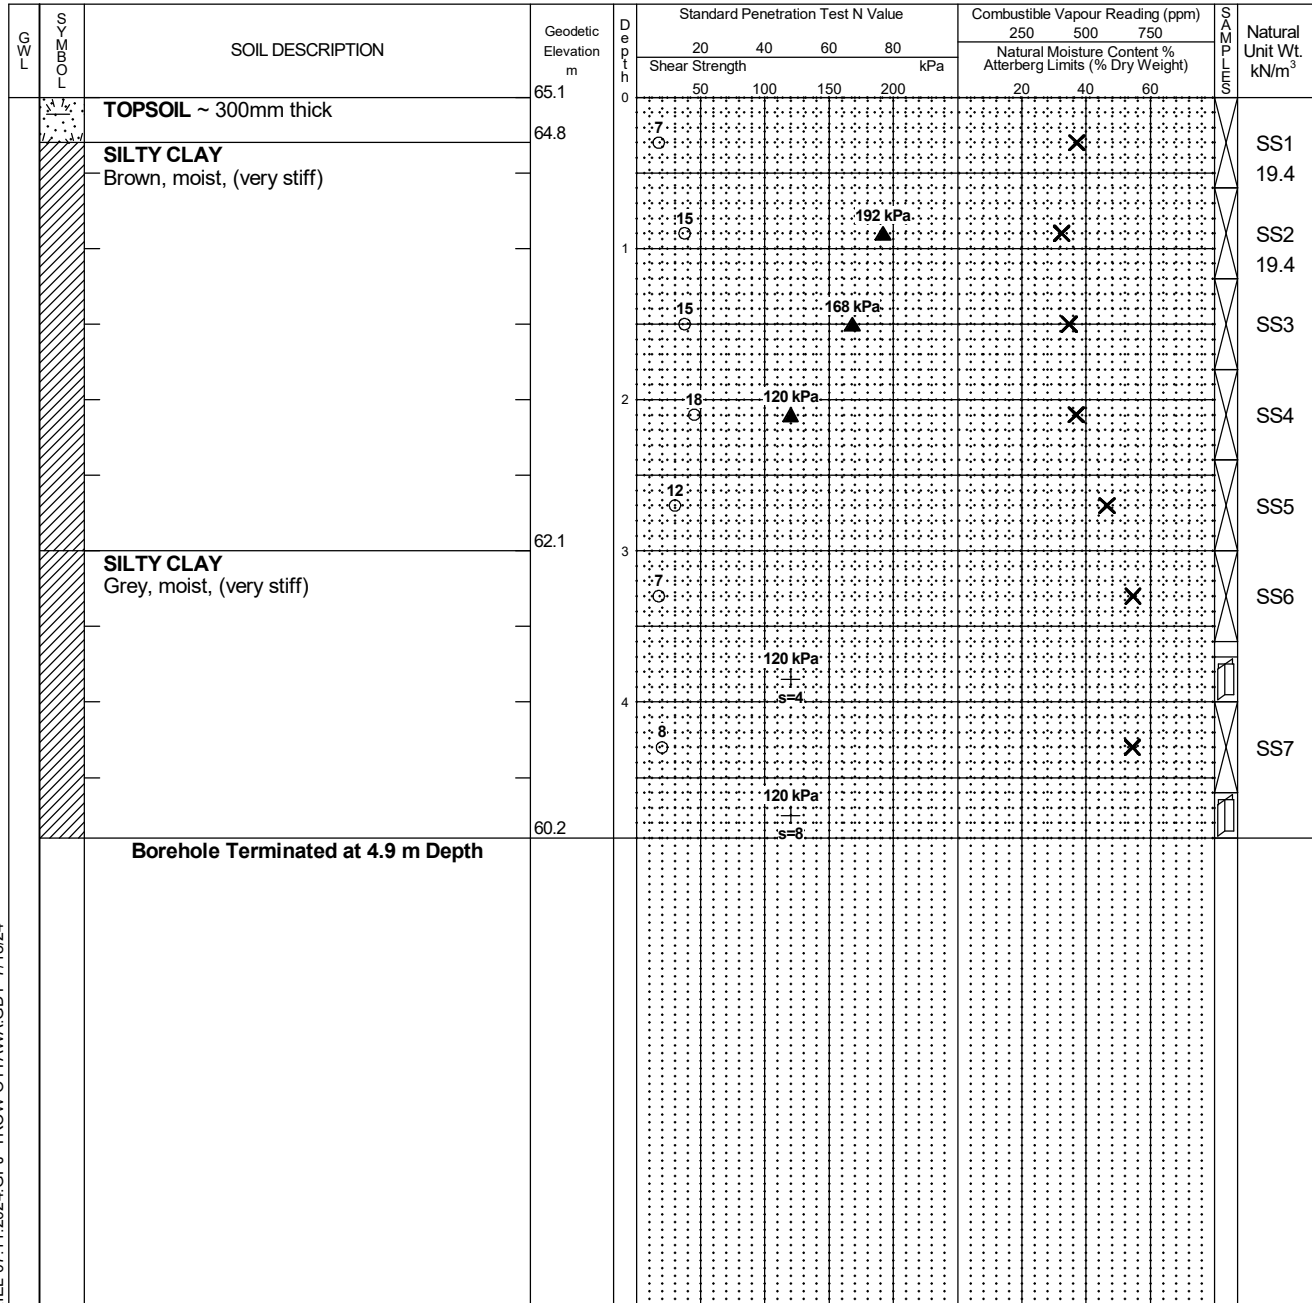 GWL
SYMBOL
SOIL DESCRIPTION
Geodetic
Elevation
m
Depth
Standard Penetration Test N Value
20 40 60 80
Shear Strength kPa
50 100 150 200
Combustible Vapour Reading (ppm)
250 500 750
Natural Moisture Content %
Atterberg Limits (% Dry Weight)
20 40 60
SAMPLES
Natural
Unit Wt.
kN/m³
65.1 0
TOPSOIL ~ 300mm thick
64.8
7 SS1
SILTY CLAY
Brown, moist, (very stiff)
19.4
15 192 kPa SS2
1
19.4
15 168 kPa SS3
2
18 120 kPa SS4
12 SS5
62.1 3
SILTY CLAY
Grey, moist, (very stiff)
7 SS6
120 kPa
s=4
4
8 SS7
120 kPa
60.2 s=8
Borehole Terminated at 4.9 m Depth